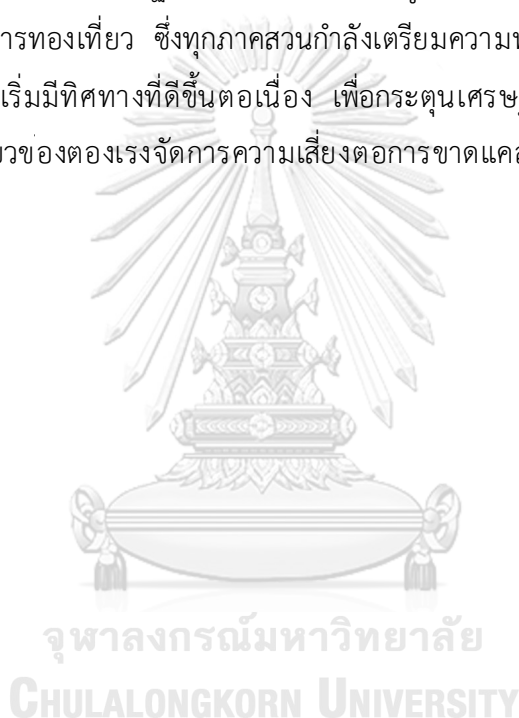 ารทองเที่ยว ซึ่งทุกภาคสวนกำลังเตรียมความ
เริ่มมีทิศทางที่ดีขึ้นตอเนื่อง เพื่อกระตุนเศรษ
วของตองเรงจัดการความเสี่ยงตอการขาดแคล
จุฬาลงกรณ์มหาวิทยาลัย
CHULALONGKORN UNIVERSITY